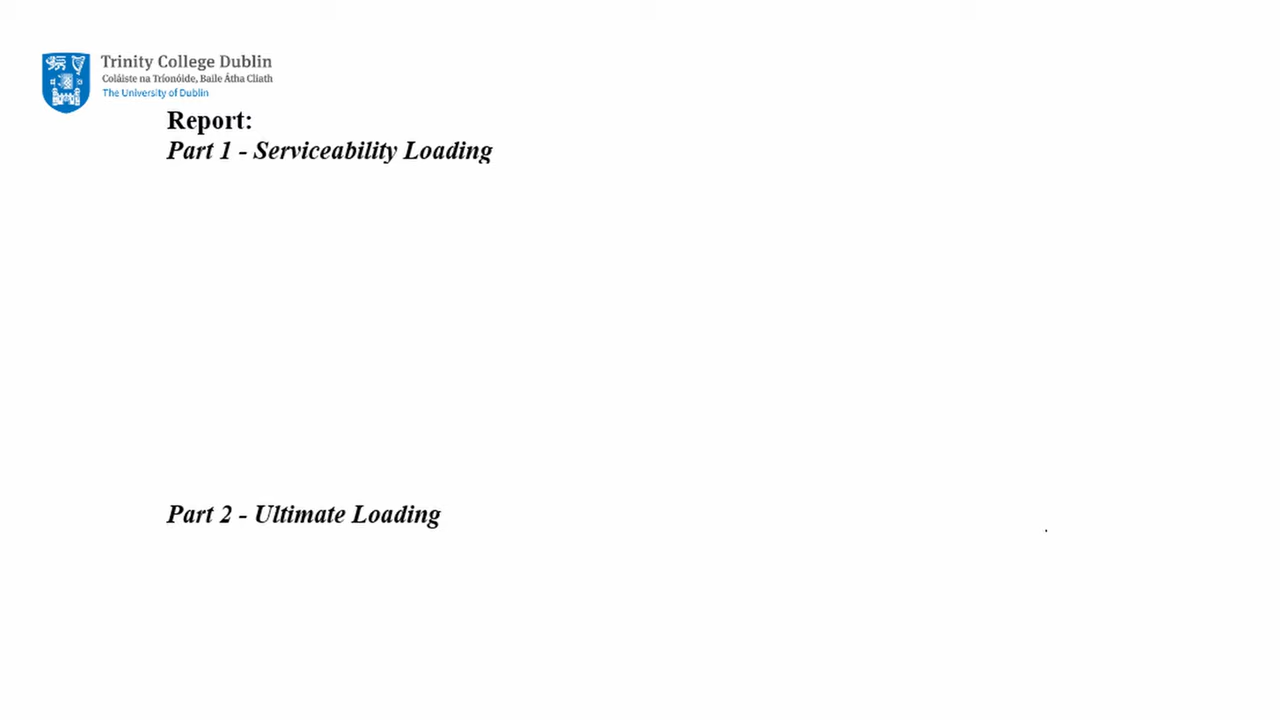 Trinity College Dublin
Coláiste na Tríonóide, Baile Átha Cliath
The University of Dublin
Report:
Part 1 - Serviceability Loading
Part 2 - Ultimate Loading